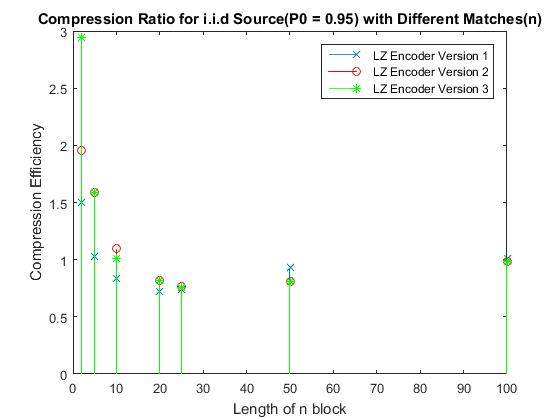 Compression Ratio for i.i.d Source(P0 = 0.95) with Different Matches(n)
LZ Encoder Version 1
LZ Encoder Version 2
LZ Encoder Version 3
Compression Efficiency
3
2.5
2
1.5
1
0.5
0
0 10 20 30 40 50 60 70 80 90 100
Length of n block